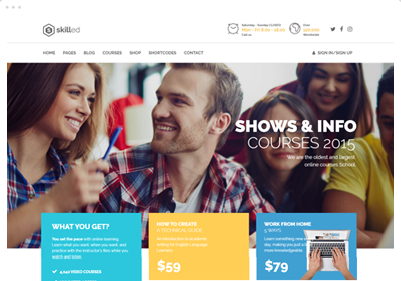 skilled
Saturday - Sunday CLOSED
Mon - Fri 8:00 - 18:00
Call us
Over
Worldwide
HOME PAGES BLOG COURSES SHOP SHORTCODES CONTACT
SIGN IN/SIGN UP
SHOWS & INFO
COURSES 2015
We are the oldest and largest
online courses School.
WHAT YOU GET?
You set the pace with online learning.
Learn what you want, when you want, and
practice with the instructor's files while you
watch and listen.
4,042 VIDEO COURSES
HOW TO CREATE
A TECHNICAL GUIDE
An introduction to academic
writing for English Language
Learners
$59
WORK FROM HOME
5 WAYS
Learn something new every
day, making you just a bit
more knowledgeable.
$79